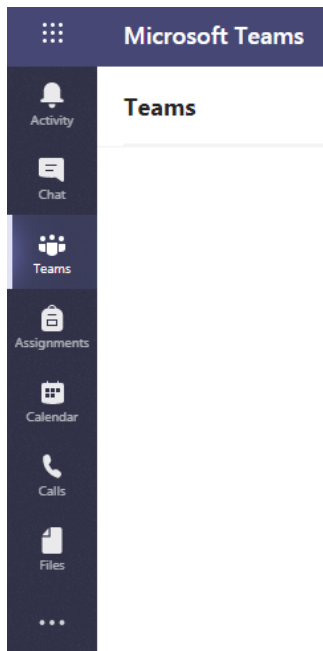 Microsoft Teams
Teams
Activity
Chat
Teams
Assignments
Calendar
Calls
Files